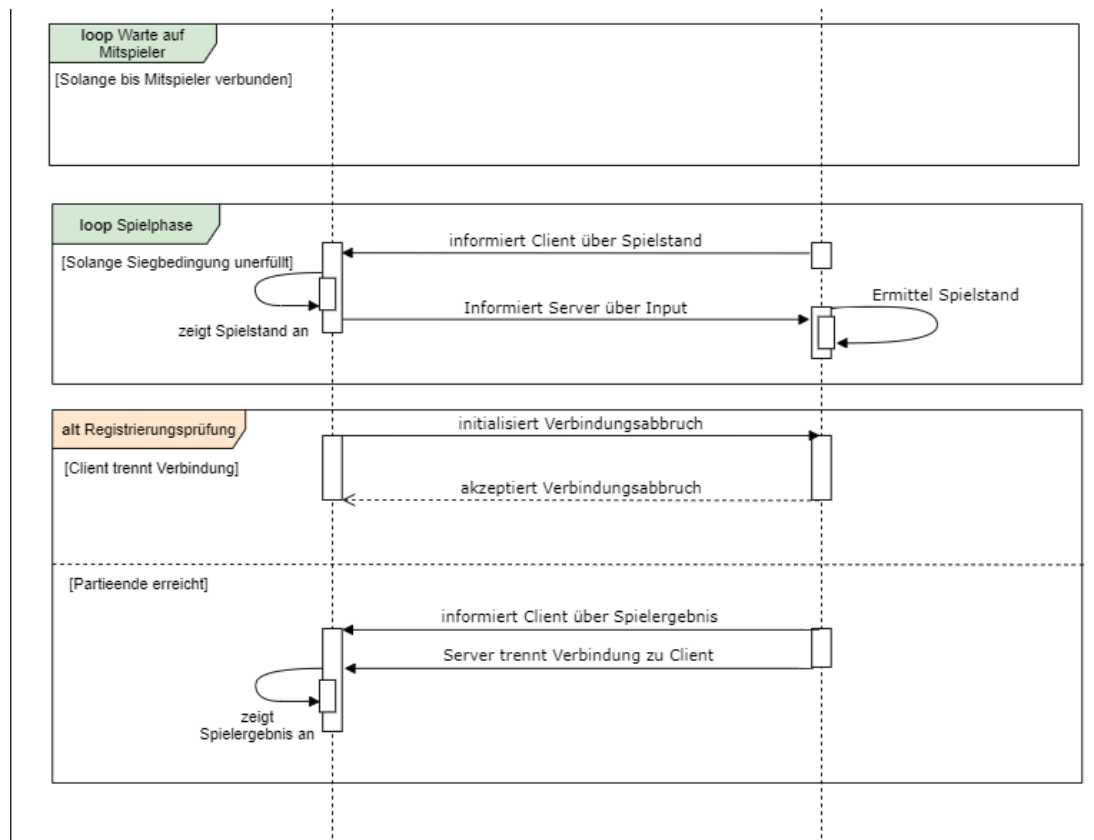 loop Warte auf
Mitspieler
[Solange bis Mitspieler verbunden]
loop Spielphase
informiert Client über Spielstand
[Solange Siegbedingung unerfüllt]
Ermittel Spielstand
Informiert Server über Input
zeigt Spielstand an
alt Registrierungsprüfung
initialisiert Verbindungsabbruch
[Client trennt Verbindung]
akzeptiert Verbindungsabbruch
[Partieende erreicht]
informiert Client über Spielergebnis
Server trennt Verbindung zu Client
zeigt
Spielergebnis an